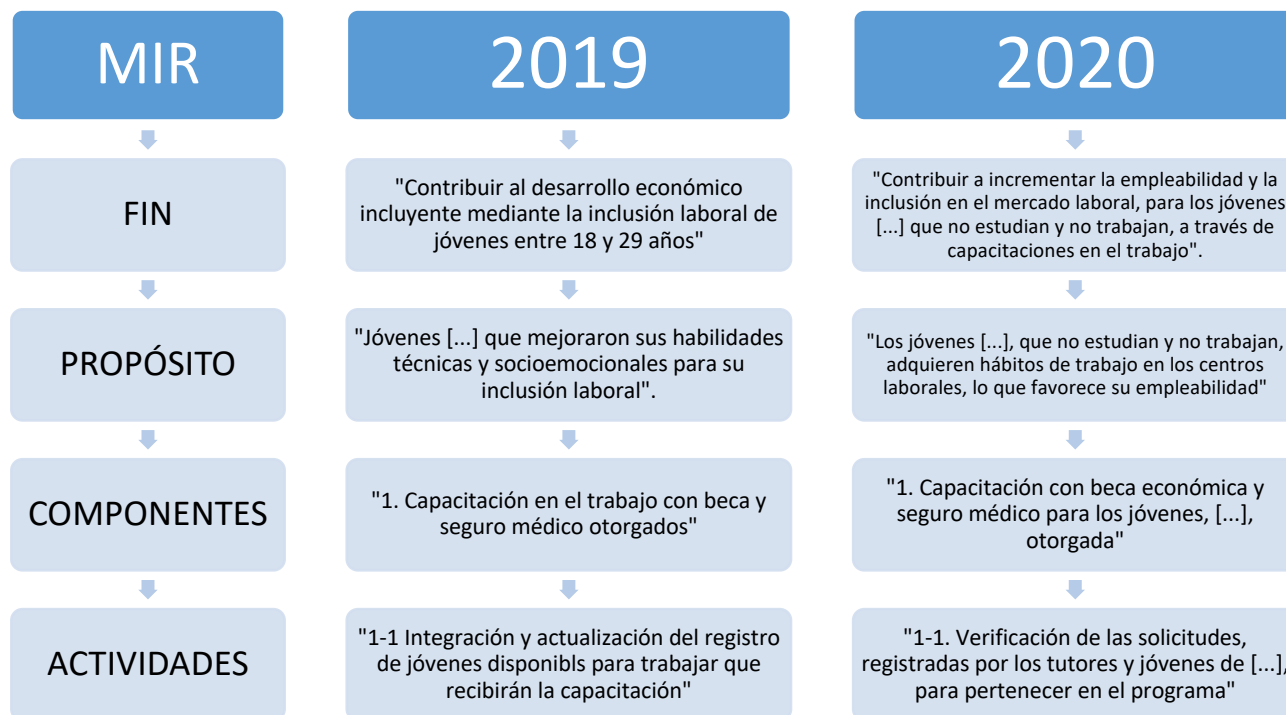 MIR
2019
2020
FIN
"Contribuir al desarrollo económico
incluyente mediante la inclusión laboral de
jóvenes entre 18 y 29 años"
"Contribuir a incrementar la empleabilidad y la
inclusión en el mercado laboral, para los jóvenes
[...] que no estudian y no trabajan, a través de
capacitaciones en el trabajo".
PROPÓSITO
"Jóvenes [...] que mejoraron sus habilidades
técnicas y socioemocionales para su
inclusión laboral".
"Los jóvenes [...], que no estudian y no trabajan,
adquieren hábitos de trabajo en los centros
laborales, lo que favorece su empleabilidad"
COMPONENTES
"1. Capacitación en el trabajo con beca y
seguro médico otorgados"
"1. Capacitación con beca económica y
seguro médico para los jóvenes, [...],
otorgada"
ACTIVIDADES
"1-1 Integración y actualización del registro
de jóvenes disponibls para trabajar que
recibirán la capacitación"
"1-1. Verificación de las solicitudes,
registradas por los tutores y jóvenes de [...],
para pertenecer en el programa"